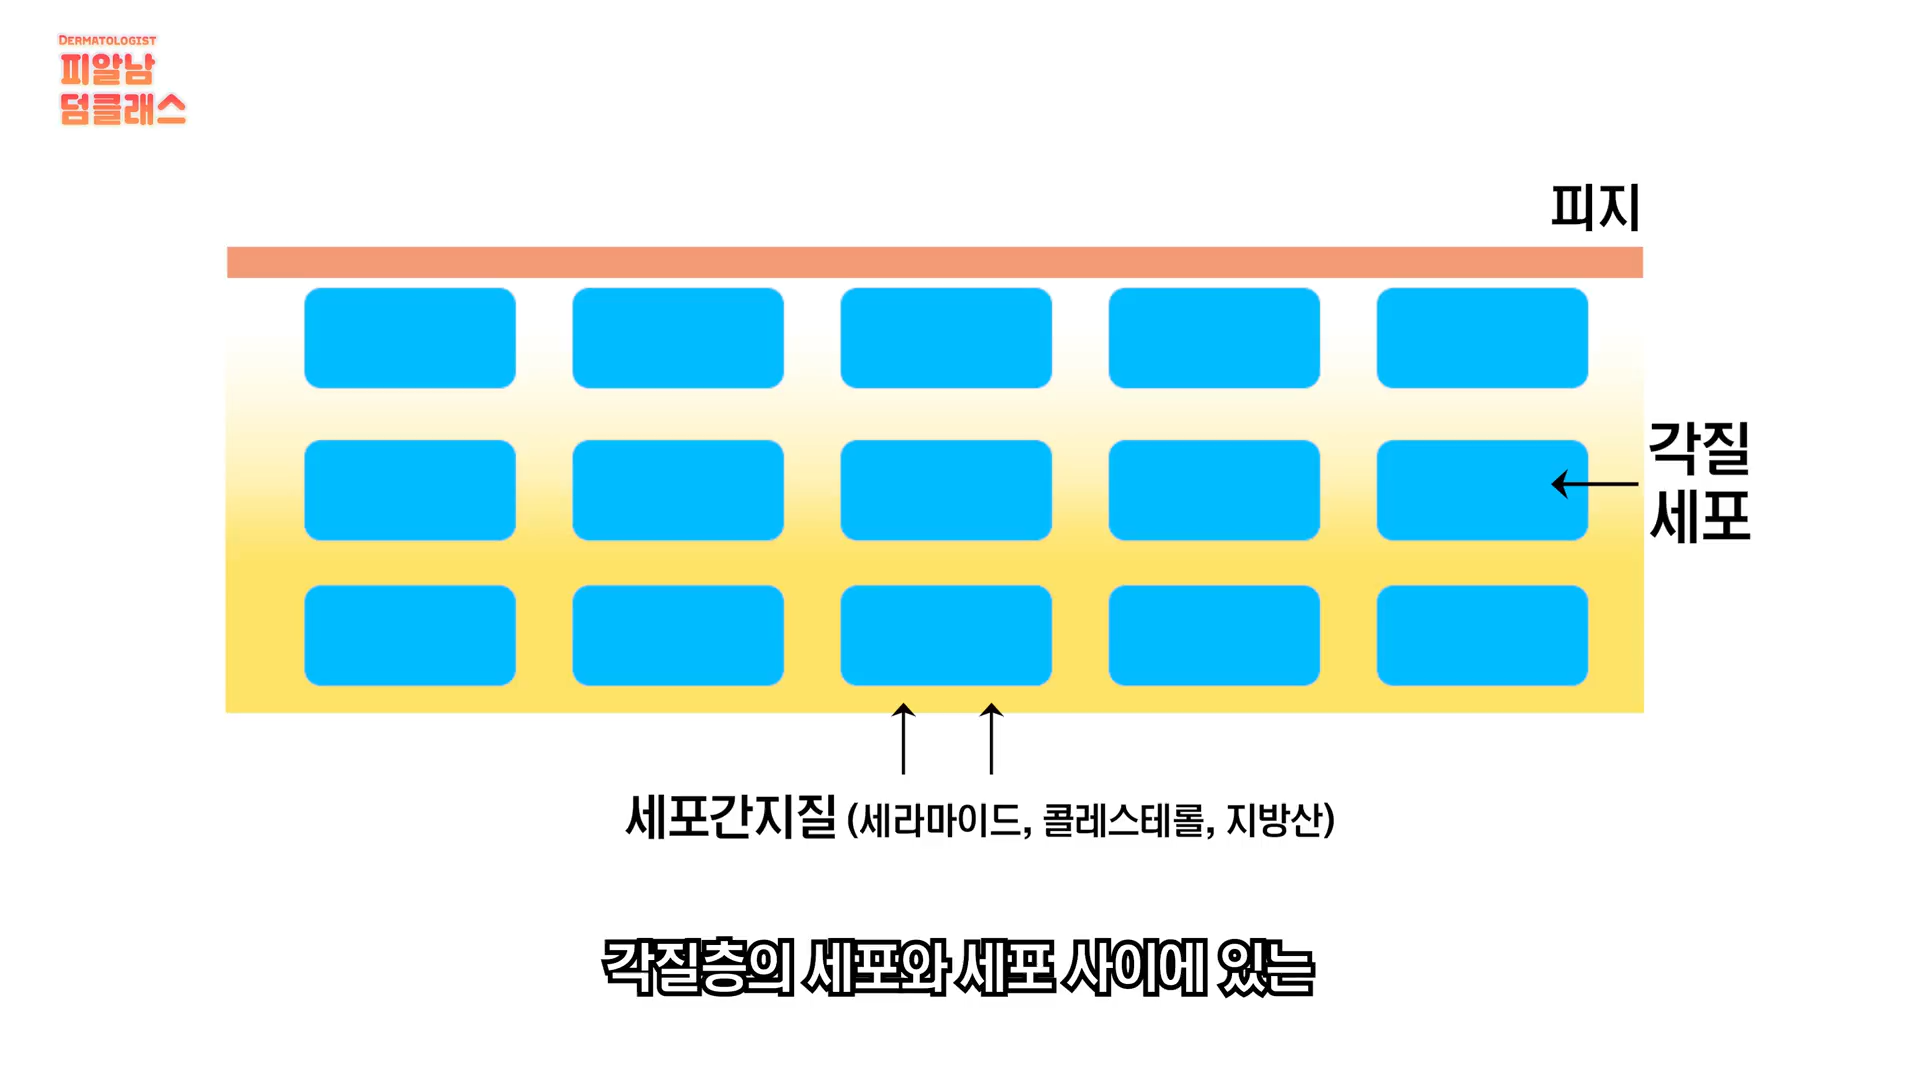 DERMATOLOGIST
피알남
덤클래스
피지
각질
세포
세포간지질 (세라마이드, 콜레스테롤, 지방산)
각질층의 세포와 세포 사이에 있는